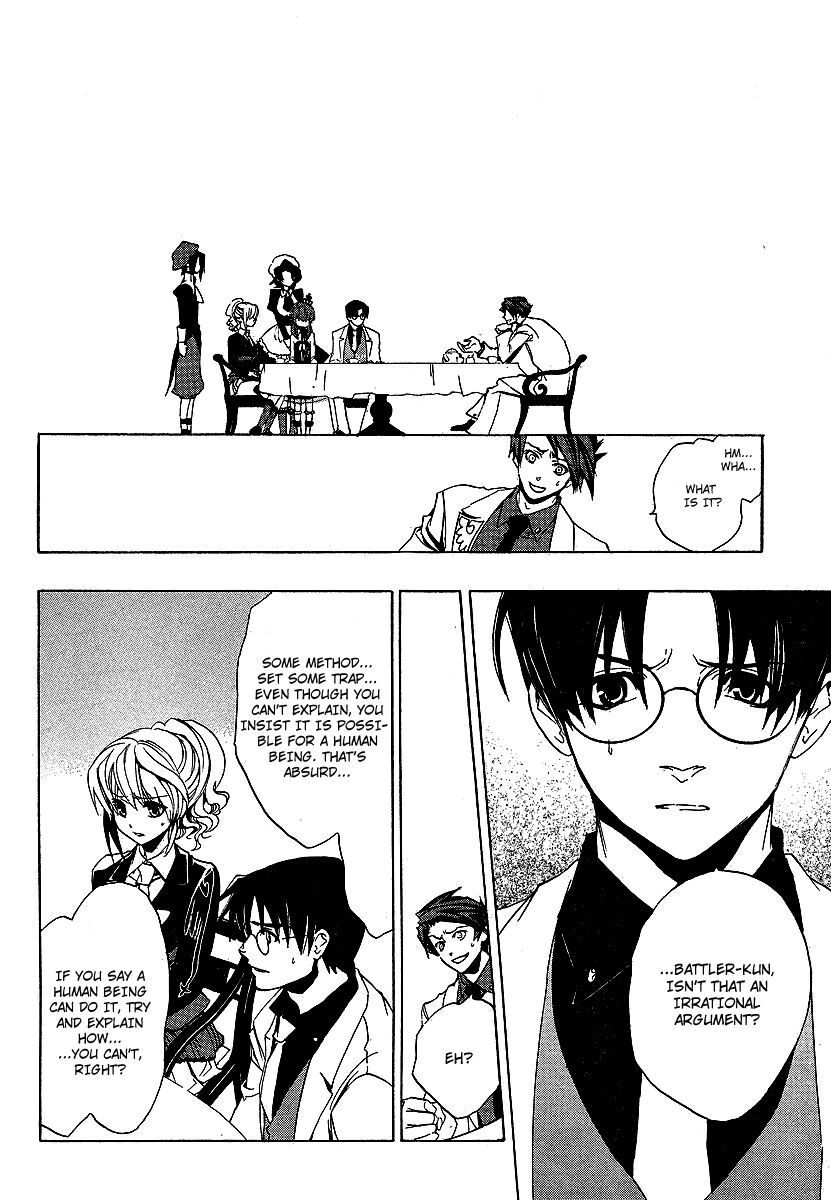 HM...
WHA...
WHAT
IS IT?
...BATTLER-KUN,
ISN'T THAT AN
IRRATIONAL
ARGUMENT?
EH?
SOME METHOD...
SET SOME TRAP...
EVEN THOUGH YOU
CAN'T EXPLAIN, YOU
INSIST IT IS POSSI-
BLE FOR A HUMAN
BEING. THAT'S
ABSURD...
IF YOU SAY A
HUMAN BEING
CAN DO IT, TRY
AND EXPLAIN
HOW...
...YOU CAN'T,
RIGHT?